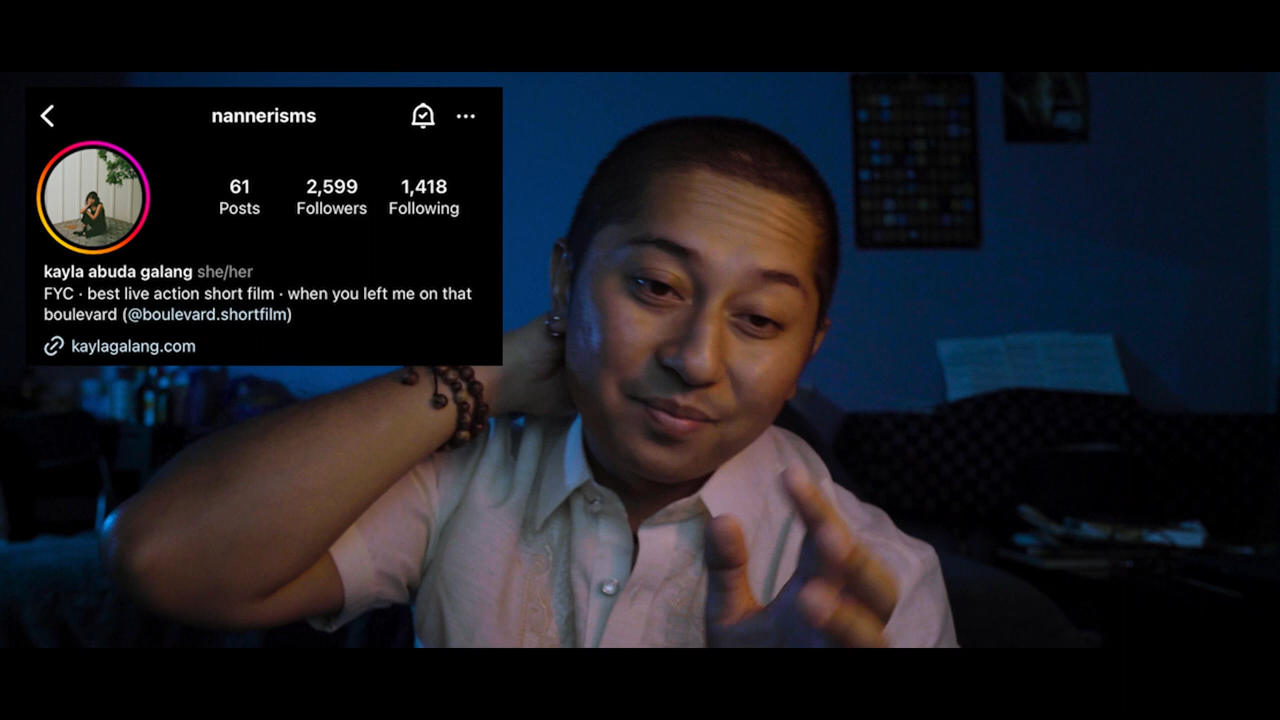 nannerisms
61
2,599
1,418
Posts
Followers
Following
kayla abuda galang she/her
FYC · best live action short film · when you left me on that
boulevard (@boulevard.shortfilm)
kaylagalang.com